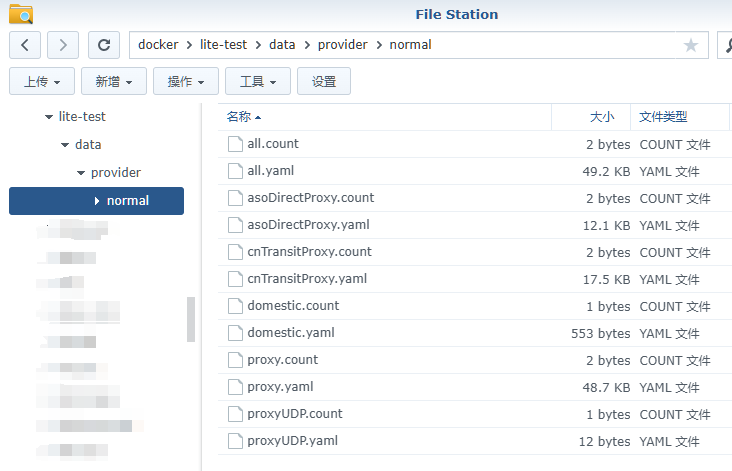 File Station
docker lite-test data provider normal
上传 新增 操作 工具 设置
lite-test
data
provider
normal
名称 大小 文件类型
all.count 2 bytes COUNT 文件
all.yaml 49.2 KB YAML 文件
asoDirectProxy.count 2 bytes COUNT 文件
asoDirectProxy.yaml 12.1 KB YAML 文件
cnTransitProxy.count 2 bytes COUNT 文件
cnTransitProxy.yaml 17.5 KB YAML 文件
domestic.count 1 bytes COUNT 文件
domestic.yaml 553 bytes YAML 文件
proxy.count 2 bytes COUNT 文件
proxy.yaml 48.7 KB YAML 文件
proxyUDP.count 1 bytes COUNT 文件
proxyUDP.yaml 12 bytes YAML 文件